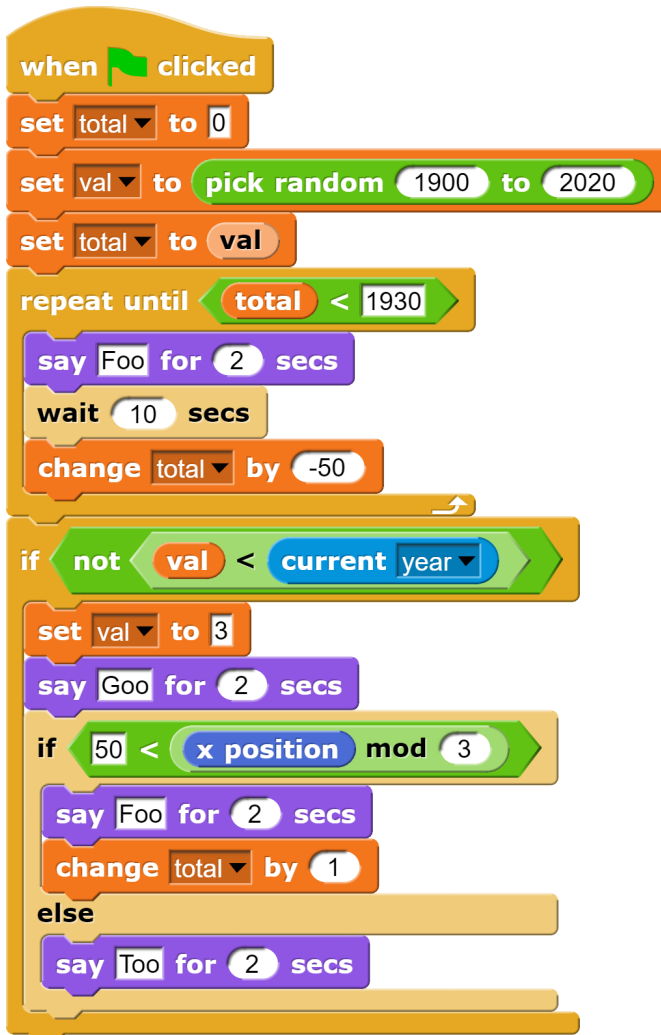 when clicked
set total to 0
set val to pick random 1900 to 2020
set total to val
repeat until total < 1930
say Foo for 2 secs
wait 10 secs
change total by -50
if not val < current year
set val to 3
say Goo for 2 secs
if 50 < x position mod 3
say Foo for 2 secs
change total by 1
else
say Too for 2 secs